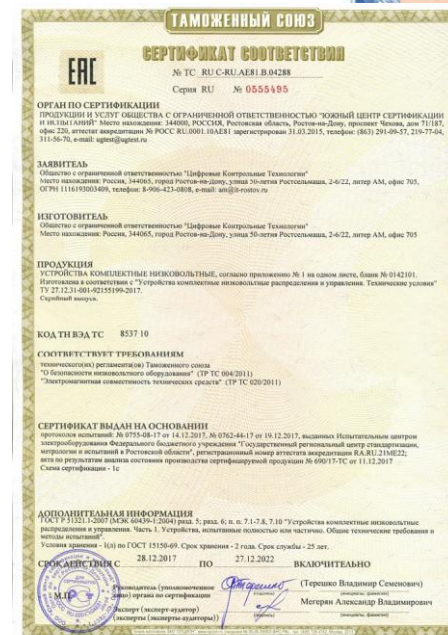 ТАМОЖЕННЫЙ СОЮЗ
ЕАС
СЕРТИФИКАТ СООТВЕТСТВИЯ
№ ТС RU C-RU.АЕ81.В.04288
Серия RU № 0555495
ОРГАН ПО СЕРТИФИКАЦИИ
ПРОДУКЦИИ И УСЛУГ ОБЩЕСТВА С ОГРАНИЧЕННОЙ ОТВЕТСТВЕННОСТЬЮ "ЮЖНЫЙ ЦЕНТР СЕРТИФИКАЦИИ
И ИСПЫТАНИЙ" Место нахождения: 344000, РОССИЯ, Ростовская область, Ростов-на-Дону, проспект Чехова, дом 71/187,
офис 220, аттестат аккредитации № РОСС RU.0001.10АЕ81 зарегистрирован 31.03.2015, телефон: (863) 291-09-57, 219-77-04,
311-56-70, e-mail: ugtest@ugtest.ru
ЗАЯВИТЕЛЬ
Общество с ограниченной ответственностью "Цифровые Контрольные Технологии"
Место нахождения: Россия, 344065, город Ростов-на-Дону, улица 50-летия Ростсельмаша, 2-6/22, литер АМ, офис 705,
ОГРН 1116193003409, телефон: 8-906-423-0808, e-mail: am@it-rostov.ru
ИЗГОТОВИТЕЛЬ
Общество с ограниченной ответственностью "Цифровые Контрольные Технологии"
Место нахождения: Россия, 344065, город Ростов-на-Дону, улица 50-летия Ростсельмаша, 2-6/22, литер АМ, офис 705
ПРОДУКЦИЯ
УСТРОЙСТВА КОМПЛЕКТНЫЕ НИЗКОВОЛЬТНЫЕ, согласно приложению № 1 на одном листе, бланк № 0142101.
Изготовлена в соответствии с "Устройства комплектные низковольтные распределения и управления. Технические условия"
ТУ 27.12.31-001-92155199-2017.
Серийный выпуск.
КОД ТН ВЭД ТС 8537 10
СООТВЕТСТВУЕТ ТРЕБОВАНИЯМ
технического(их) регламента(ов) Таможенного союза
"О безопасности низковольтного оборудования" (ТР ТС 004/2011)
"Электромагнитная совместимость технических средств" (ТР ТС 020/2011)
СЕРТИФИКАТ ВЫДАН НА ОСНОВАНИИ
протоколов испытаний: № 0755-08-17 от 14.12.2017, № 0762-44-17 от 19.12.2017, выданных Испытательным центром
электрооборудования Федерального бюджетного учреждения "Государственный региональный центр стандартизации,
метрологии и испытаний в Ростовской области", регистрационный номер аттестата аккредитации RA.RU.21МЕ22;
акта по результатам анализа состояния производства сертифицируемой продукции № 690/17-ТС от 11.12.2017
Схема сертификации - 1с
ДОПОЛНИТЕЛЬНАЯ ИНФОРМАЦИЯ
ГОСТ Р 51321.1-2007 (МЭК 60439-1:2004) разд. 5; разд. 6; п. п. 7.1-7.8, 7.10 "Устройства комплектные низковольтные
распределения и управления. Часть 1. Устройства, испытанные полностью или частично. Общие технические требования и
методы испытаний".
Условия хранения - 1(л) по ГОСТ 15150-69. Срок хранения - 2 года. Срок службы - 25 лет.
СРОК ДЕЙСТВИЯ С 28.12.2017 ПО 27.12.2022 ВКЛЮЧИТЕЛЬНО
М.П. Руководитель (уполномоченное
лицо) органа по сертификации (подпись) (Терешко Владимир Семенович)
(инициалы, фамилия)
Эксперт (эксперт-аудитор)
(эксперты (эксперты-аудиторы)) (подпись) Мегерян Александр Владимирович
(инициалы, фамилия)